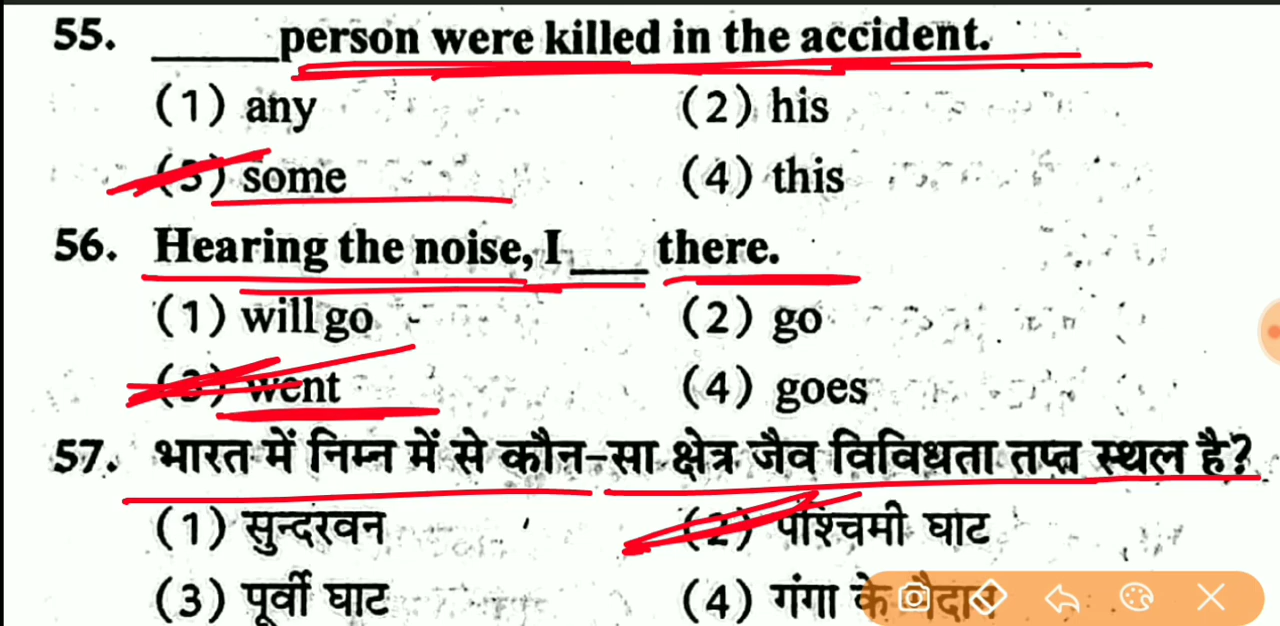 55. _____person were killed in the accident.
(1) any (2) his
(3) some (4) this
56. Hearing the noise, I____ there.
(1) will go (2) go
(3) went (4) goes
57. भारत में निम्न में से कौन-सा क्षेत्र जैव विविधता तप्त स्थल है?
(1) सुन्दरवन (2) पश्चिमी घाट
(3) पूर्वी घाट (4) गंगा के मैदान